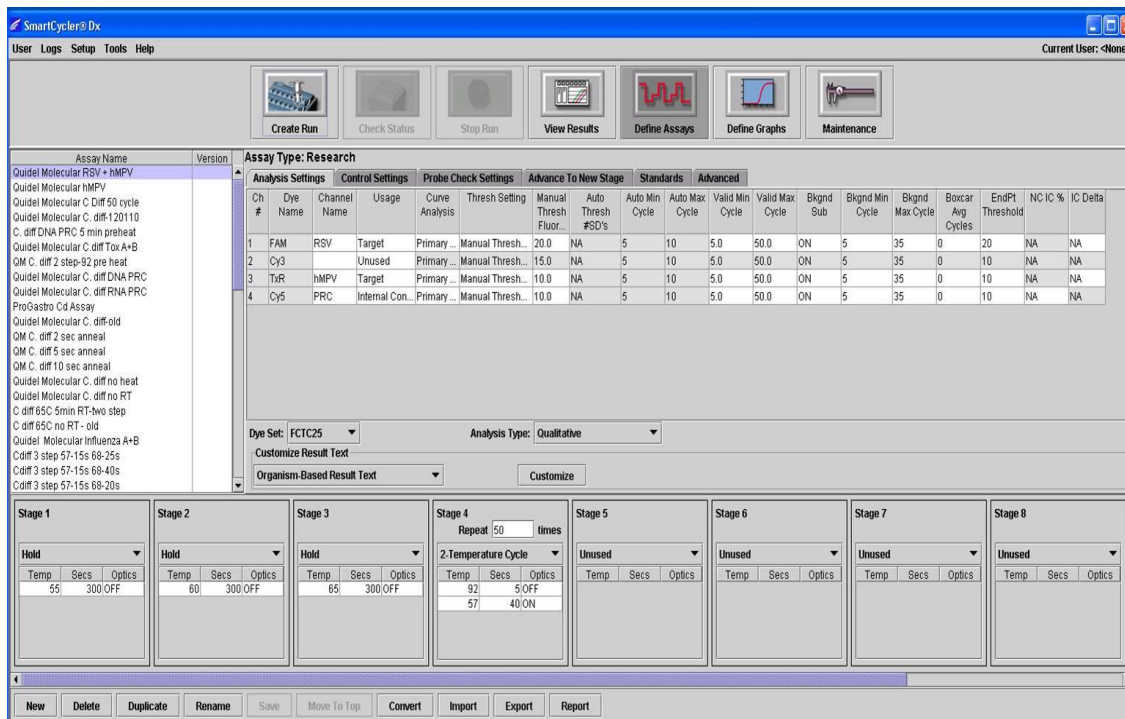 SmartCycler® Dx
User Logs Setup Tools Help Current User: <None
Create Run Check Status Stop Run View Results Define Assays Define Graphs Maintenance
Assay Name Version
Quidel Molecular RSV + hMPV
Quidel Molecular hMPV
Quidel Molecular C Diff 50 cycle
Quidel Molecular C. diff-120110
C. diff DNA PRC 5 min preheat
Quidel Molecular C.diff Tox A+B
QM C. diff 2 step-92 pre heat
Quidel Molecular C. diff DNA PRC
Quidel Molecular C. diff RNA PRC
ProGastro Cd Assay
Quidel Molecular C. diff-old
QM C. diff 2 sec anneal
QM C. diff 5 sec anneal
QM C. diff 10 sec anneal
Quidel Molecular C. diff no heat
Quidel Molecular C. diff no RT
C diff 65C 5min RT-two step
C diff 65C no RT - old
Quidel Molecular Influenza A+B
Cdiff 3 step 57-15s 68-25s
Cdiff 3 step 57-15s 68-40s
Cdiff 3 step 57-15s 68-20s
Assay Type: Research
Analysis Settings Control Settings Probe Check Settings Advance To New Stage Standards Advanced
Ch Dye Channel Usage Curve Thresh Setting Manual Auto Auto Min Auto Max Valid Min Valid Max Bkgnd Bkgnd Min Bkgnd Boxcar EndPt NC IC % IC Delta
# Name Name Analysis Thresh Thresh Cycle Cycle Cycle Cycle Sub Cycle Max Cycle Avg Threshold
Fluor... #SD's Cycles
1 FAM RSV Target Primary ... Manual Thresh... 20.0 NA 5 10 5.0 50.0 ON 5 35 0 20 NA NA
2 Cy3 Unused Primary ... Manual Thresh... 15.0 NA 5 10 5.0 50.0 ON 5 35 0 10 NA NA
3 TxR hMPV Target Primary ... Manual Thresh... 10.0 NA 5 10 5.0 50.0 ON 5 35 0 10 NA NA
4 Cy5 PRC Internal Con... Primary ... Manual Thresh... 10.0 NA 5 10 5.0 50.0 ON 5 35 0 10 NA NA
Dye Set: FCTC25 Analysis Type: Qualitative
Customize Result Text
Organism-Based Result Text Customize
Stage 1 Stage 2 Stage 3 Stage 4 Stage 5 Stage 6 Stage 7 Stage 8
Repeat 50 times
Hold Hold Hold 2-Temperature Cycle Unused Unused Unused Unused
Temp Secs Optics Temp Secs Optics Temp Secs Optics Temp Secs Optics Temp Secs Optics Temp Secs Optics Temp Secs Optics Temp Secs Optics
55 300 OFF 60 300 OFF 65 300 OFF 92 5 OFF
57 40 ON
New Delete Duplicate Rename Save Move To Top Convert Import Export Report